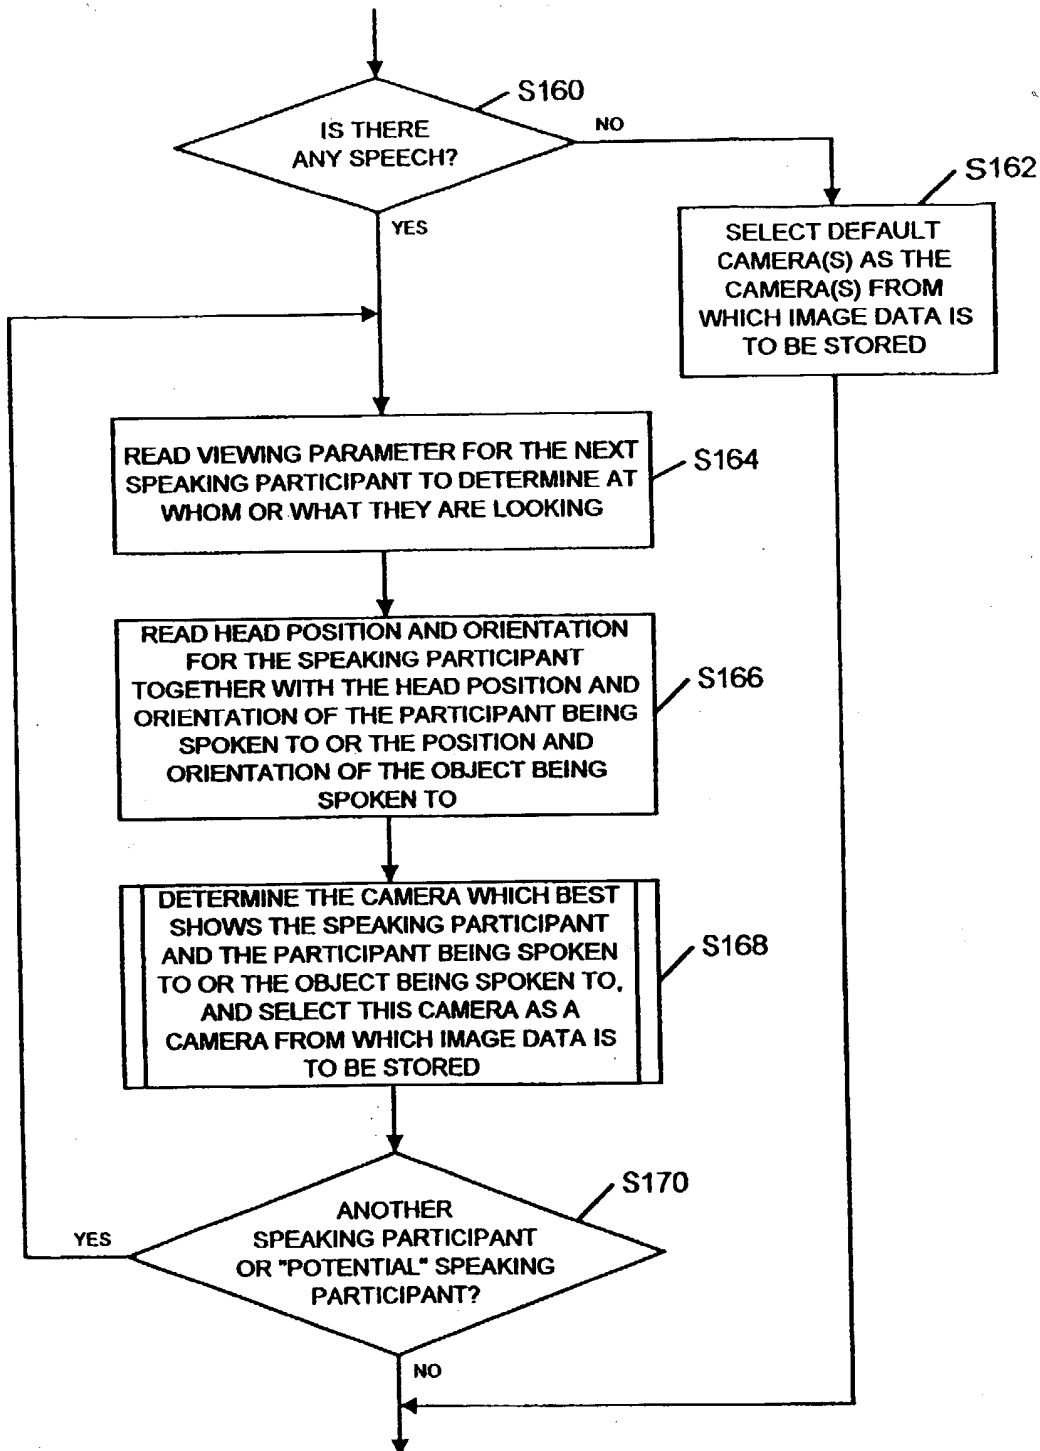 S160
IS THERE
ANY SPEECH?
NO
YES
S162
SELECT DEFAULT
CAMERA(S) AS THE
CAMERA(S) FROM
WHICH IMAGE DATA IS
TO BE STORED
READ VIEWING PARAMETER FOR THE NEXT
SPEAKING PARTICIPANT TO DETERMINE AT
WHOM OR WHAT THEY ARE LOOKING
S164
READ HEAD POSITION AND ORIENTATION
FOR THE SPEAKING PARTICIPANT
TOGETHER WITH THE HEAD POSITION AND
ORIENTATION OF THE PARTICIPANT BEING
SPOKEN TO OR THE POSITION AND
ORIENTATION OF THE OBJECT BEING
SPOKEN TO
S166
DETERMINE THE CAMERA WHICH BEST
SHOWS THE SPEAKING PARTICIPANT
AND THE PARTICIPANT BEING SPOKEN
TO OR THE OBJECT BEING SPOKEN TO,
AND SELECT THIS CAMERA AS A
CAMERA FROM WHICH IMAGE DATA IS
TO BE STORED
S168
S170
ANOTHER
SPEAKING PARTICIPANT
OR "POTENTIAL" SPEAKING
PARTICIPANT?
YES
NO